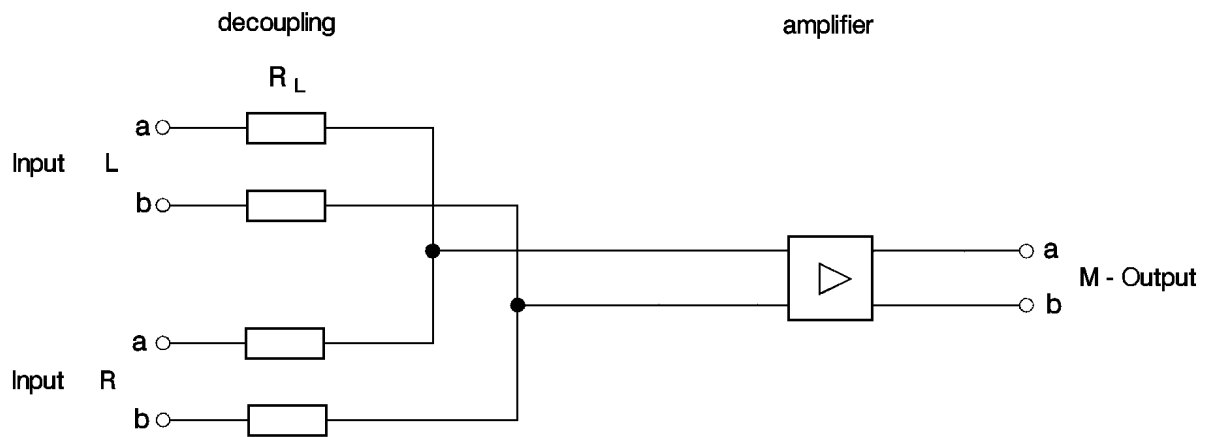 decoupling
amplifier
R L
a
Input L
b
a
M - Output
b
a
Input R
b